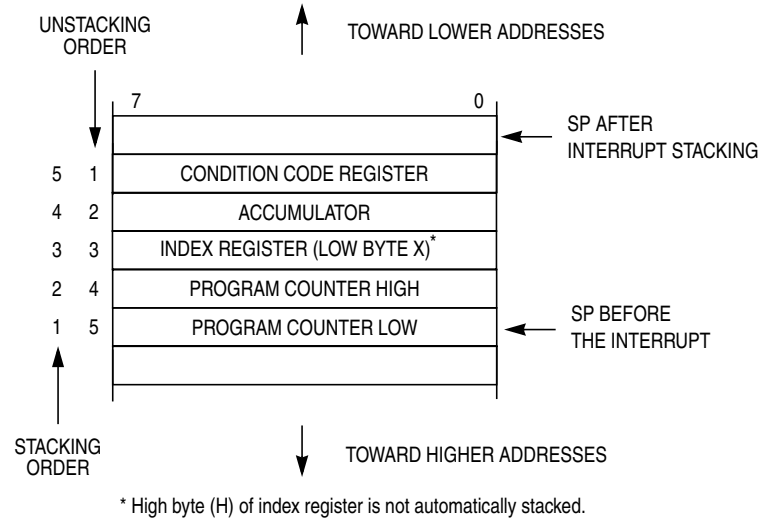 UNSTACKING
ORDER
TOWARD LOWER ADDRESSES
7 0
SP AFTER
INTERRUPT STACKING
5 1 CONDITION CODE REGISTER
4 2 ACCUMULATOR
3 3 INDEX REGISTER (LOW BYTE X)*
2 4 PROGRAM COUNTER HIGH
1 5 PROGRAM COUNTER LOW
SP BEFORE
THE INTERRUPT
STACKING
ORDER
TOWARD HIGHER ADDRESSES
* High byte (H) of index register is not automatically stacked.